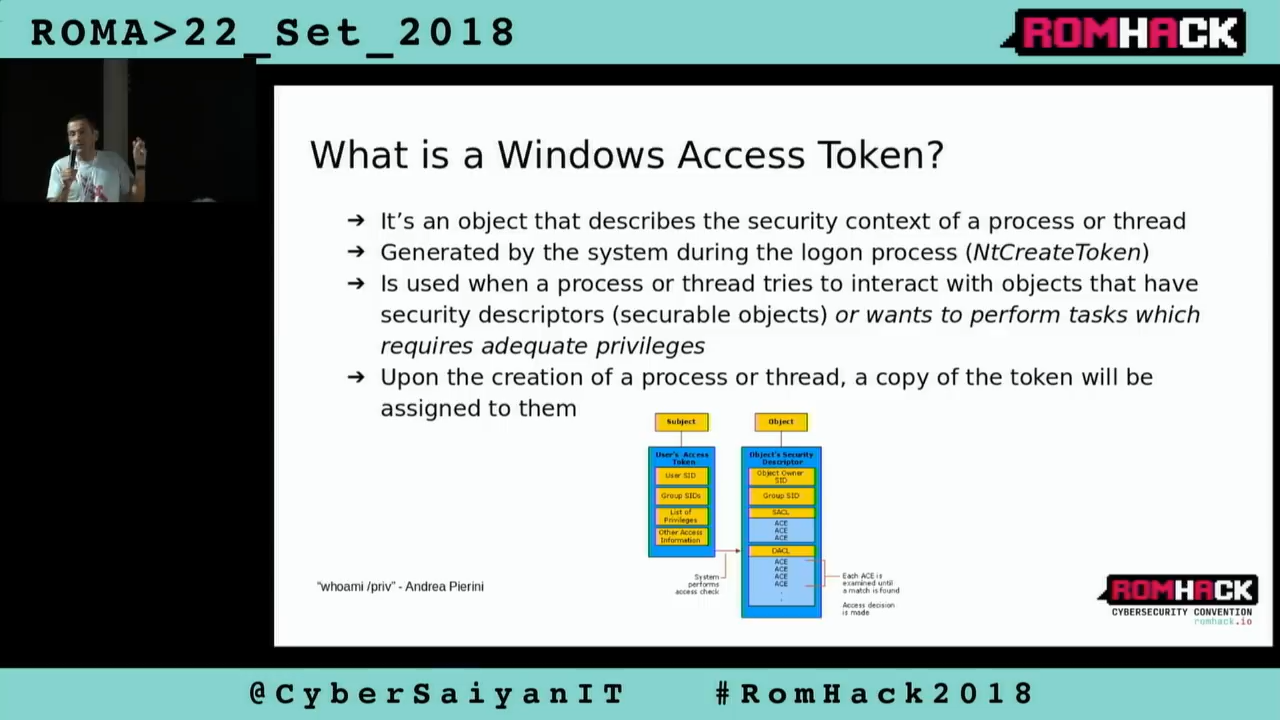 ROMA>22_Set_2018
ROMHACK
What is a Windows Access Token?
➔ It’s an object that describes the security context of a process or thread
➔ Generated by the system during the logon process (NtCreateToken)
➔ Is used when a process or thread tries to interact with objects that have
security descriptors (securable objects) or wants to perform tasks which
requires adequate privileges
➔ Upon the creation of a process or thread, a copy of the token will be
assigned to them
Subject
User's Access
Token
User SID
Group SIDs
List of
Privileges
Other Access
Information
System
performs
access check
Object
Object's Security
Descriptor
Object Owner
SID
Group SID
SACL
ACE
ACE
ACE
DACL
ACE
ACE
ACE
ACE
.
.
Each ACE is
examined until
a match is found
Access decision
is made
"whoami /priv" - Andrea Pierini
ROMHACK
CYBERSECURITY CONVENTION
romhack.io
@CyberSaiyanIT #RomHack2018